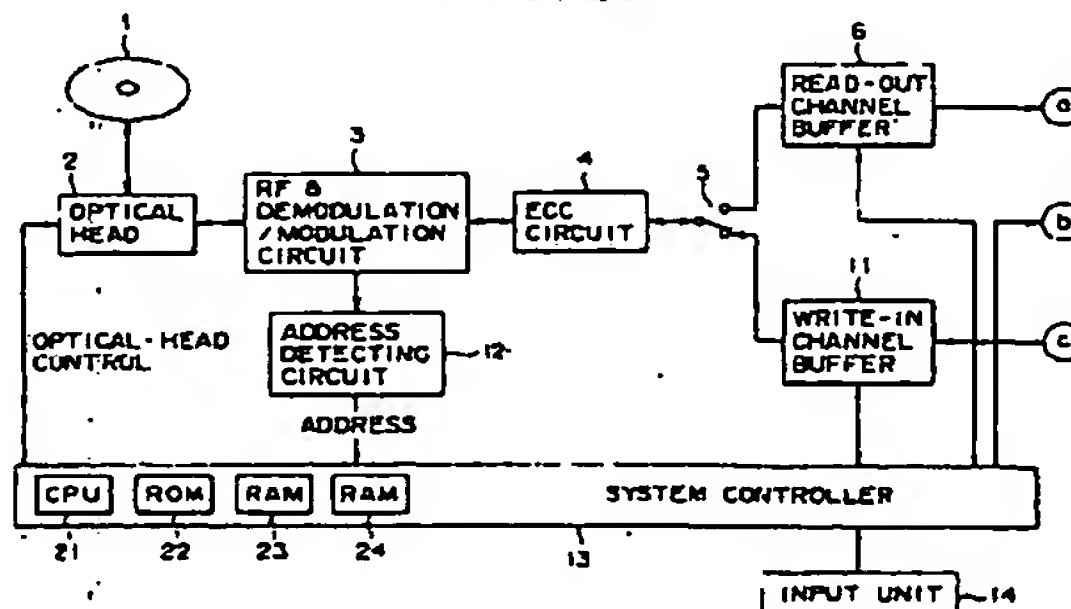 1
6
READ-OUT
CHANNEL
BUFFER
a
3
2
4
5
OPTICAL
HEAD
RF &
DEMODULATION
/MODULATION
CIRCUIT
ECC
CIRCUIT
b
11
OPTICAL-HEAD
CONTROL
ADDRESS
DETECTING
CIRCUIT
12
WRITE-IN
CHANNEL
BUFFER
c
ADDRESS
CPU
ROM
RAM
RAM
SYSTEM CONTROLLER
21
22
23
24
13
INPUT UNIT
14